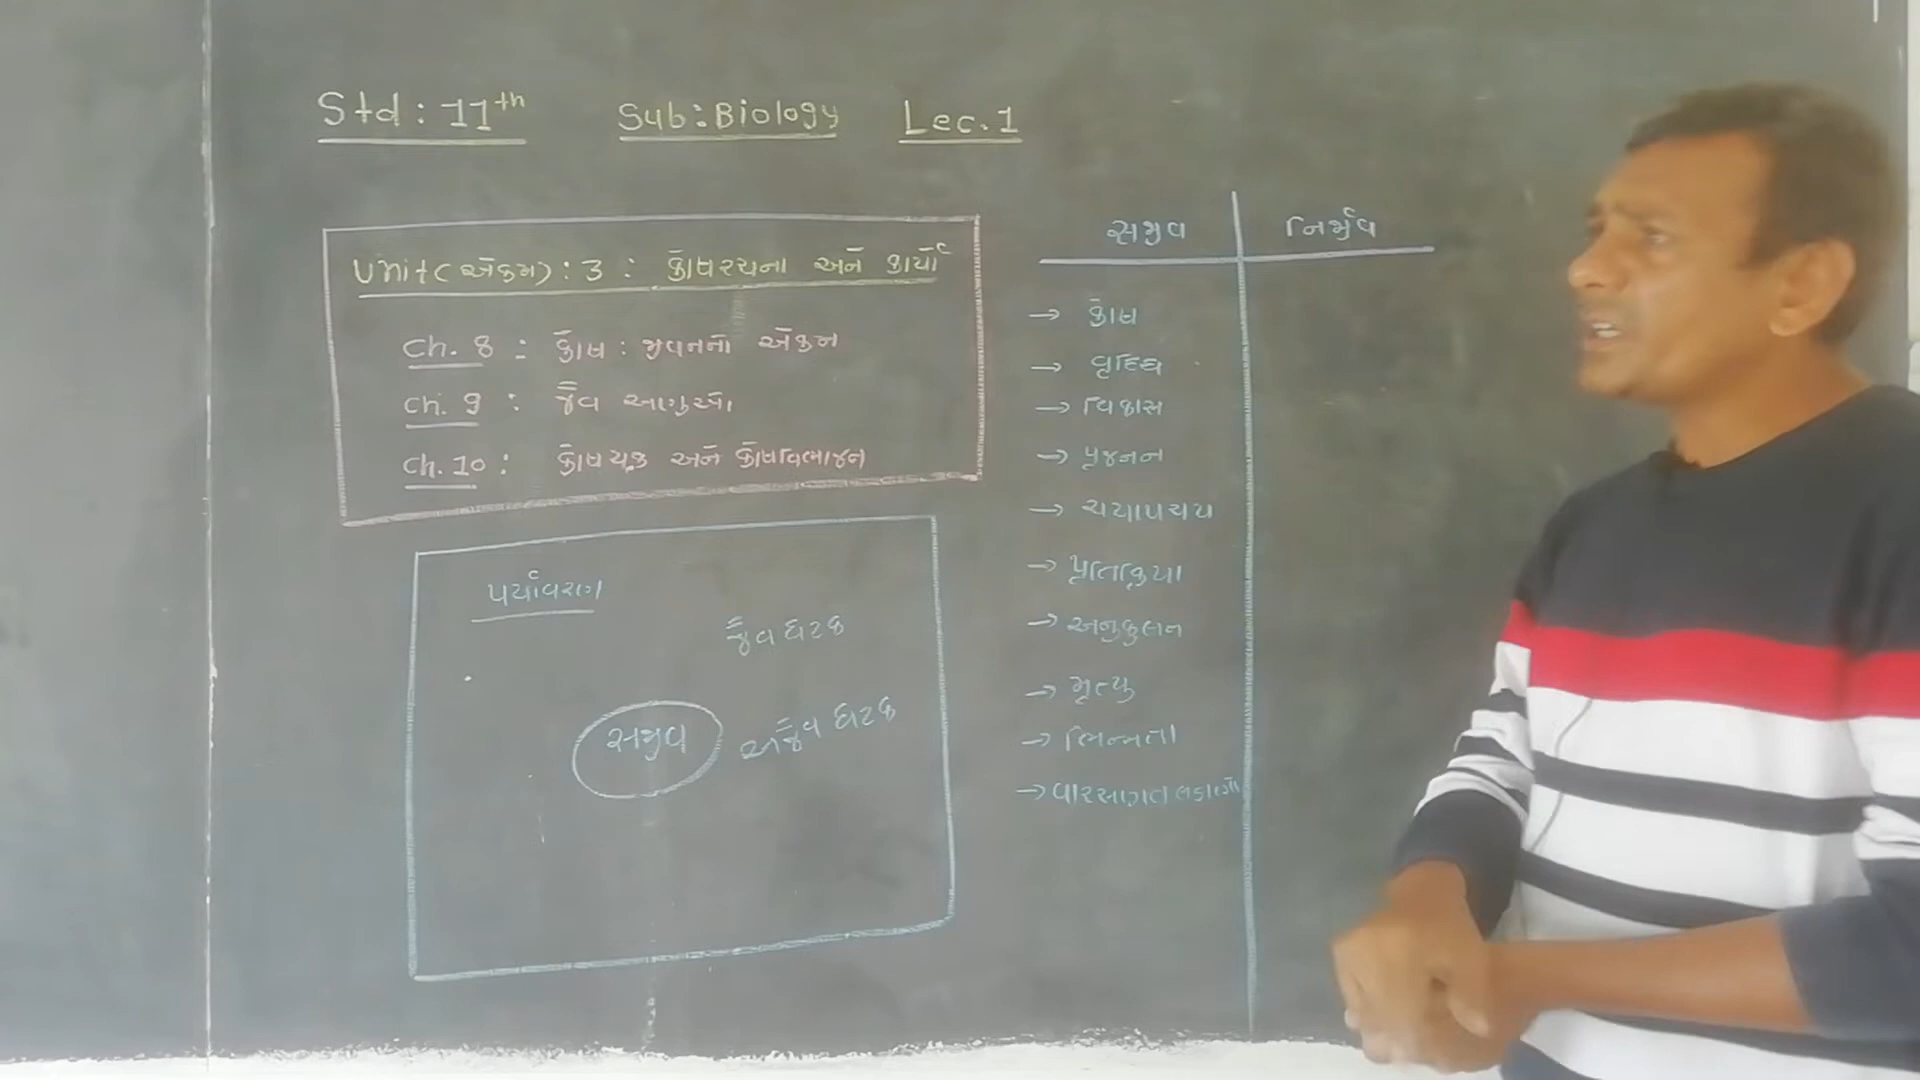 Std : 11th Sub : Biology Lec. 1
Unit (એકમ) : 3 : કોષરચના અને કાર્યો
Ch. 8 : કોષ : જીવનનો એકમ
Ch. 9 : જૈવ અણુઓ
Ch. 10 : કોષચક્ર અને કોષવિભાજન
પર્યાવરણ
જૈવ ઘટક
સજીવ
અજૈવ ઘટક
સજીવ નિર્જીવ
→ કોષ
→ વૃદ્ધિ
→ વિકાસ
→ પ્રજનન
→ ચયાપચય
→ પ્રતિક્રિયા
→ અનુકુલન
→ મૃત્યુ
→ ભિન્નતા
→ વારસાગત લક્ષણો